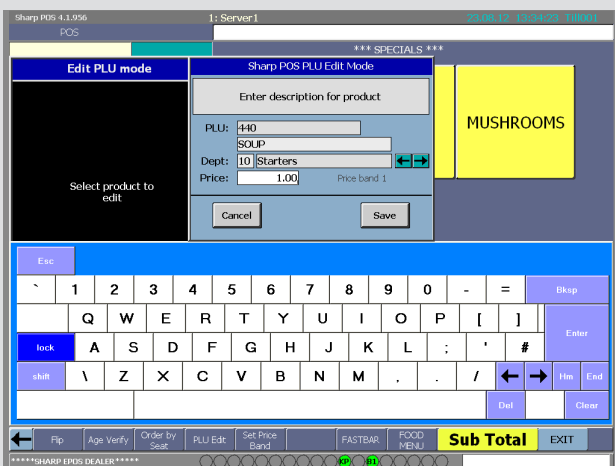 Sharp POS 4.1.956 1: Server1 23.08.12 13:34:23 TH0001
POS
*** SPECIALS ***
Edit PLU mode
Select product to
edit
Sharp POS PLU Edit Mode
Enter description for product
PLU: 440
SOUP
Dept: 10 Starters
Price: 1.00 Price band 1
Cancel Save
MUSHROOMS
Esc
` 1 2 3 4 5 6 7 8 9 0 - = Bksp
Q W E R T Y U I O P [ ] Enter
lock A S D F G H J K L ; ' #
shift \ Z X C V B N M , . / Hm End
Del Clear
Flip Age Verify Order by Seat PLU Edit Set Price Band FASTBAR FOOD MENU Sub Total EXIT
*****SHARP EPOS DEALER***** KP B1